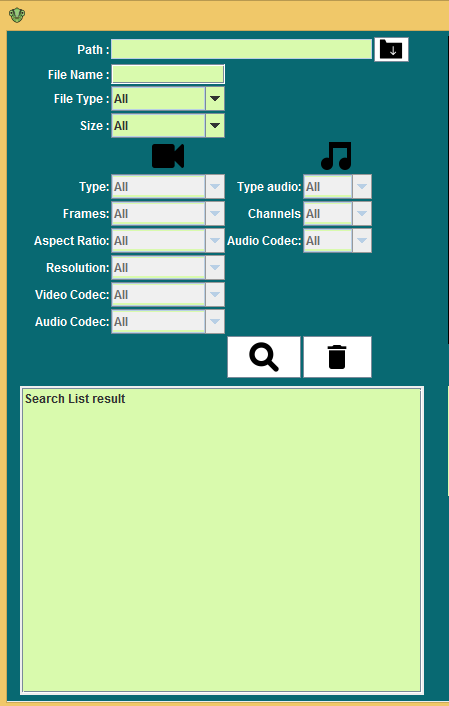 Path :
File Name :
File Type : All
Size : All
Type: All Type audio: All
Frames: All Channels All
Aspect Ratio: All Audio Codec: All
Resolution: All
Video Codec: All
Audio Codec: All
Search List result